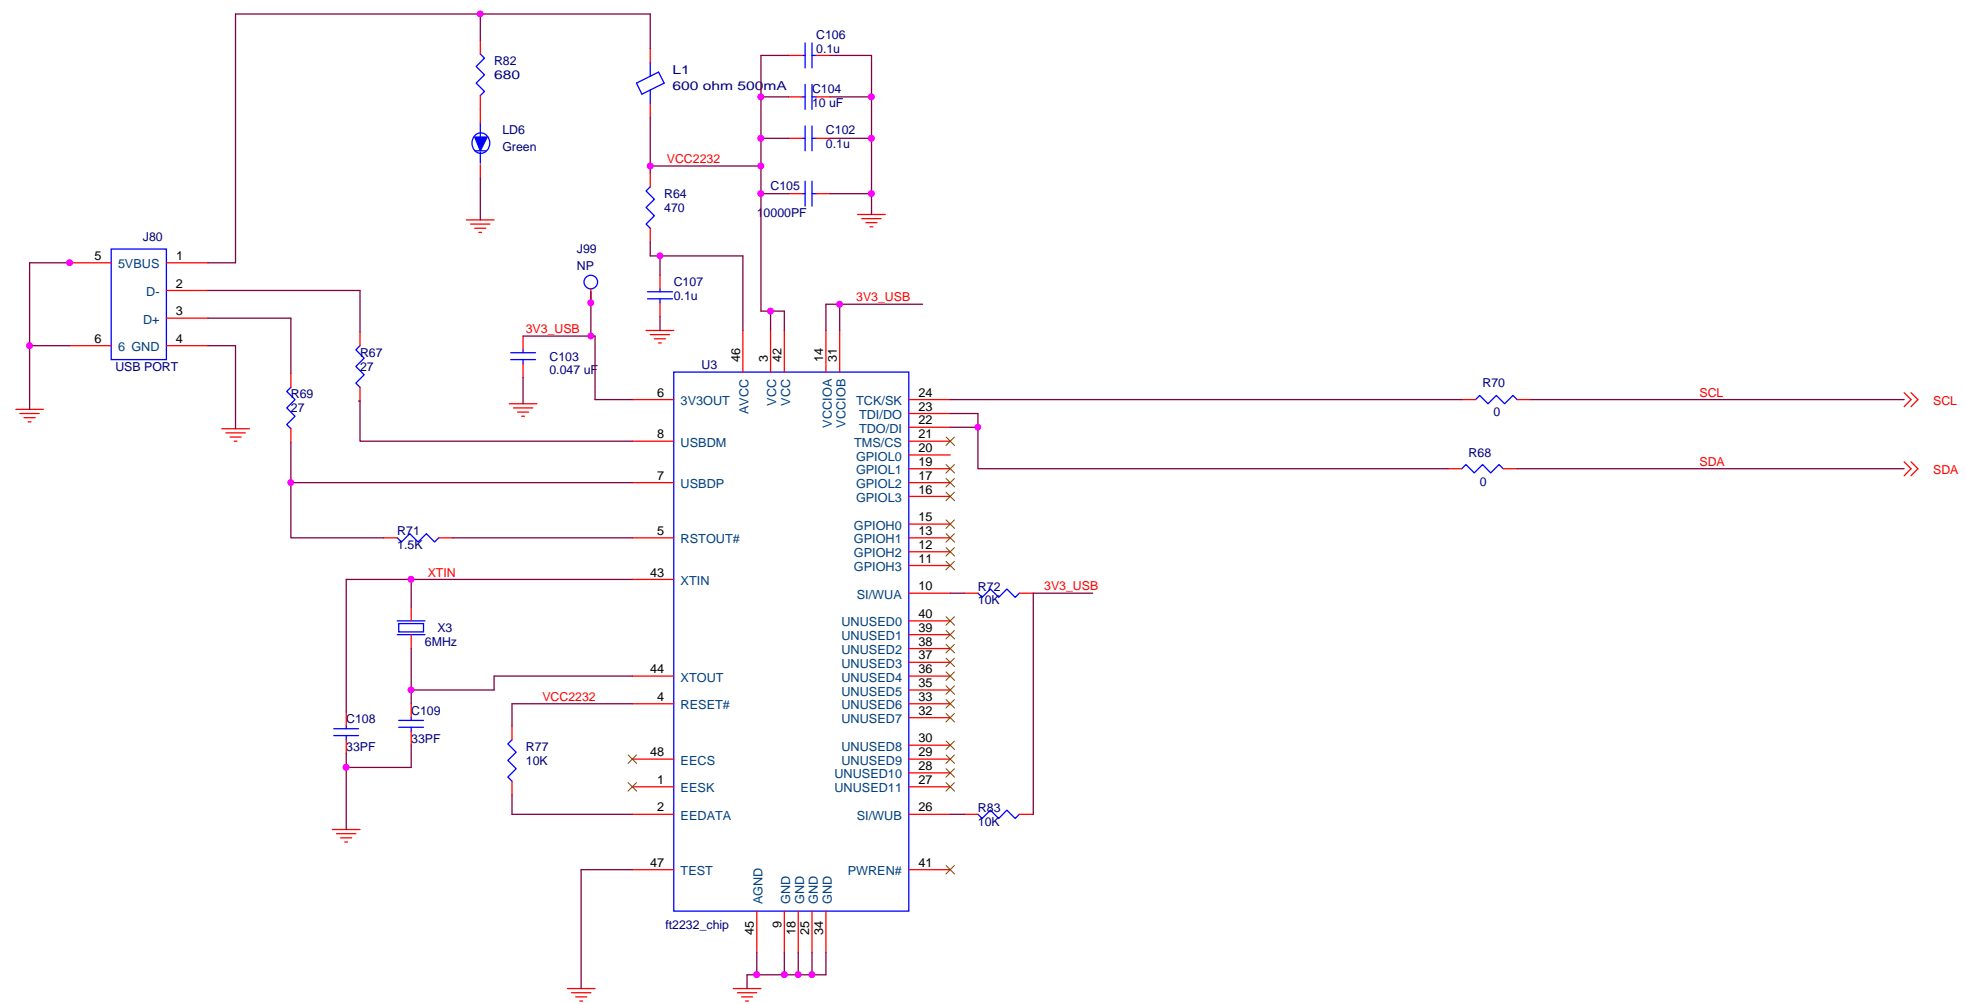 C106
0.1u
R82
680
L1
600 ohm 500mA
C104
10 uF
LD6
Green
C102
0.1u
VCC2232
R64
470
C105
10000PF
J80
5 5VBUS 1
D- 2
D+ 3
6 6 GND 4
USB PORT
J99
NP
C107
0.1u
3V3_USB
3V3_USB
C103
0.047 uF
R67
27
R69
27
U3
46 3 42 14 31
AVCC VCC VCC VCCIOA VCCIOB
6 3V3OUT
8 USBDM
7 USBDP
5 RSTOUT#
R71
1.5K
XTIN
43 XTIN
X3
6MHz
44 XTOUT
VCC2232
4 RESET#
C108
33PF
C109
33PF
R77
10K
48 EECS
1 EESK
2 EEDATA
47 TEST
TCK/SK 24
TDI/DO 23
TDO/DI 22
TMS/CS 21
GPIOL0 20
GPIOL1 19
GPIOL2 17
GPIOL3 16
GPIOH0 15
GPIOH1 13
GPIOH2 12
GPIOH3 11
SI/WUA 10
R72
10K
3V3_USB
UNUSED0 40
UNUSED1 39
UNUSED2 38
UNUSED3 37
UNUSED4 36
UNUSED5 35
UNUSED6 33
UNUSED7 32
UNUSED8 30
UNUSED9 29
UNUSED10 28
UNUSED11 27
SI/WUB 26
R83
10K
PWREN# 41
AGND GND GND GND GND
45 9 18 25 34
ft2232_chip
R70
0
SCL
SCL
R68
0
SDA
SDA